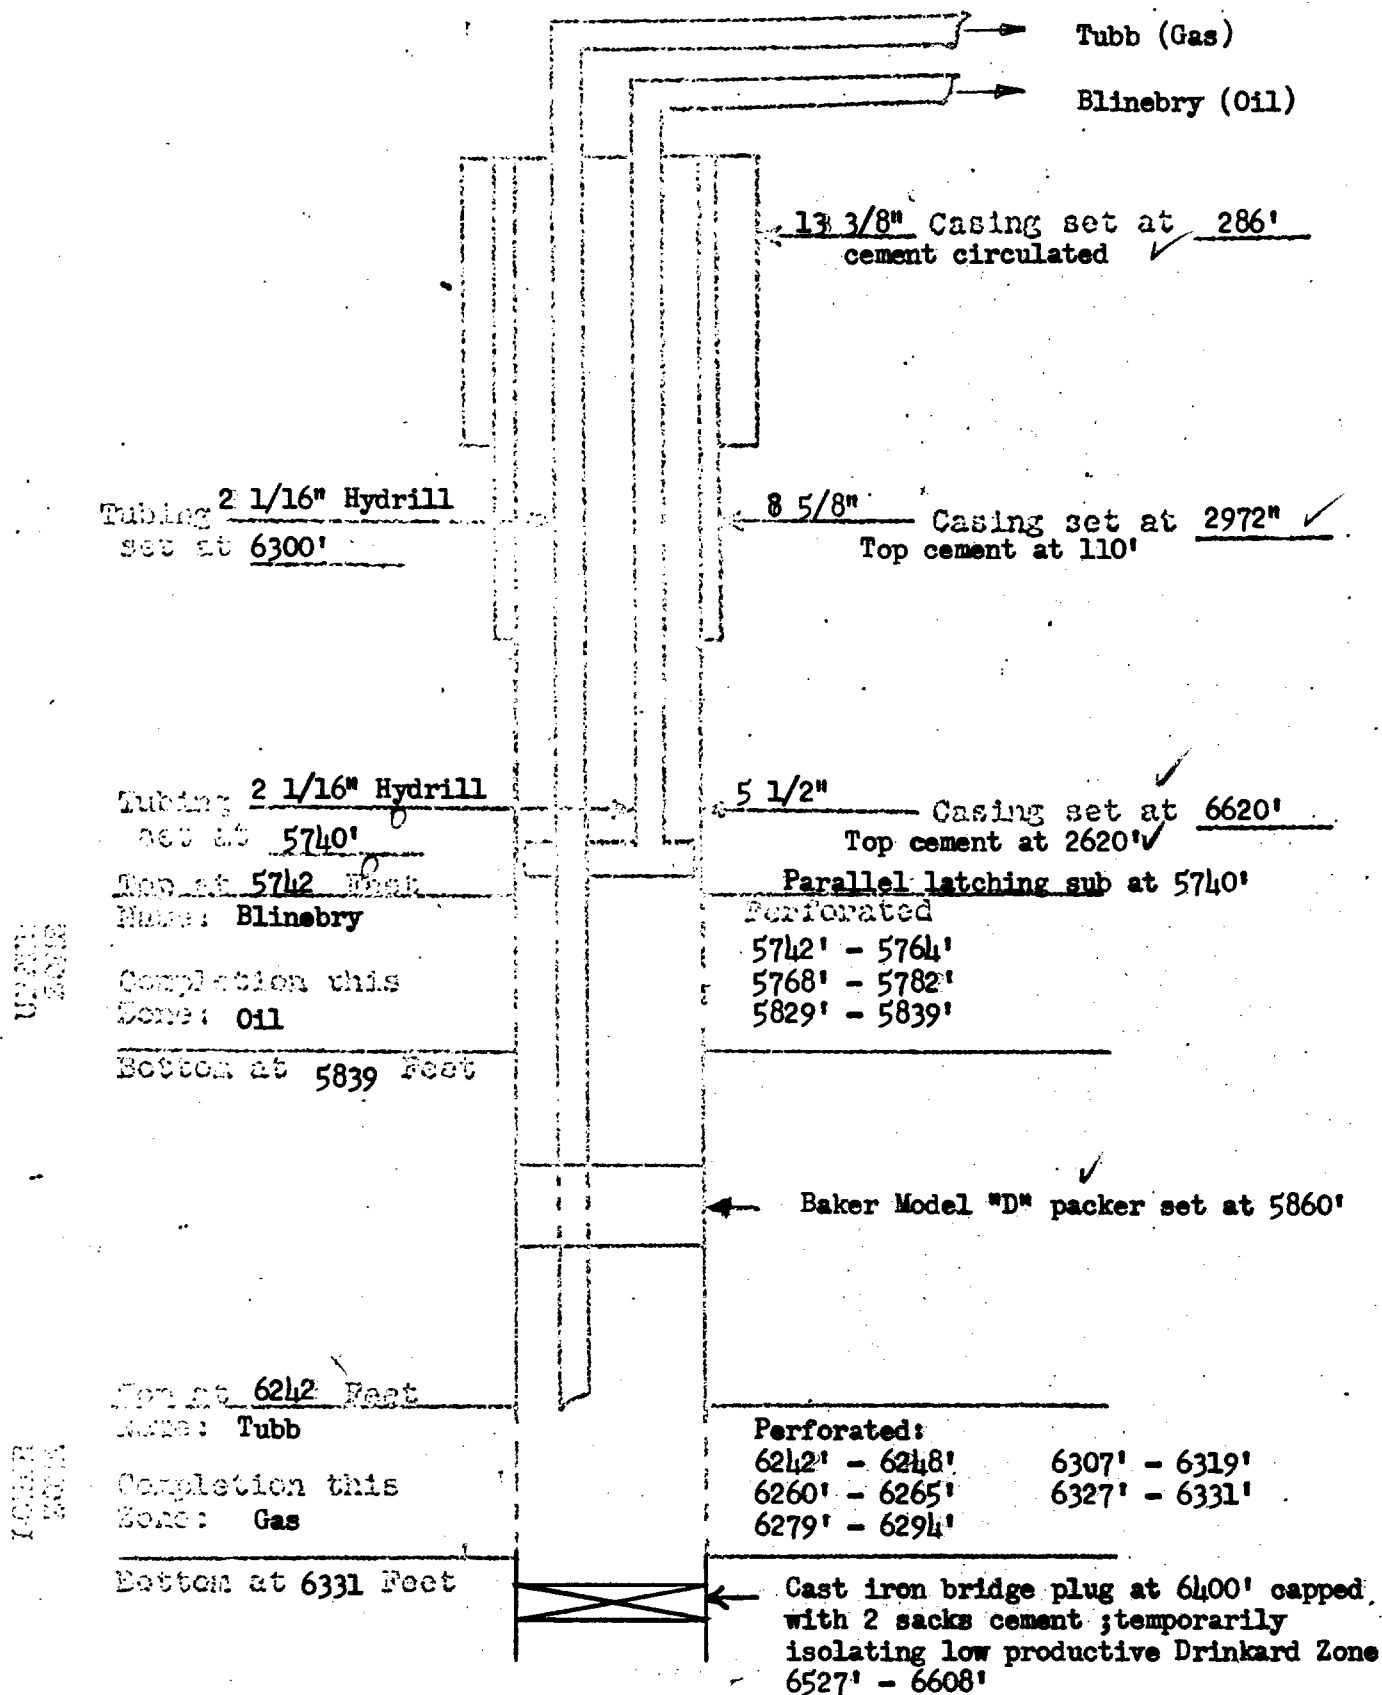 Tubb (Gas)
Blinebry (Oil)
13 3/8" Casing set at 286'
cement circulated
Tubing 2 1/16" Hydrill
set at 6300'
8 5/8" Casing set at 2972"
Top cement at 110'
Tubing 2 1/16" Hydrill
set at 5740'
5 1/2" Casing set at 6620'
Top cement at 2620'
Parallel latching sub at 5740'
UPPER
ZONE
Top at 5742 Feet
Name: Blinebry
Completion this
Zone: Oil
Bottom at 5839 Feet
Perforated
5742' - 5764'
5768' - 5782'
5829' - 5839'
Baker Model "D" packer set at 5860'
LOWER
ZONE
Top at 6242 Feet
Name: Tubb
Completion this
Zone: Gas
Bottom at 6331 Feet
Perforated:
6242' - 6248' 6307' - 6319'
6260' - 6265' 6327' - 6331'
6279' - 6294'
Cast iron bridge plug at 6400' capped
with 2 sacks cement ;temporarily
isolating low productive Drinkard Zone
6527' - 6608'